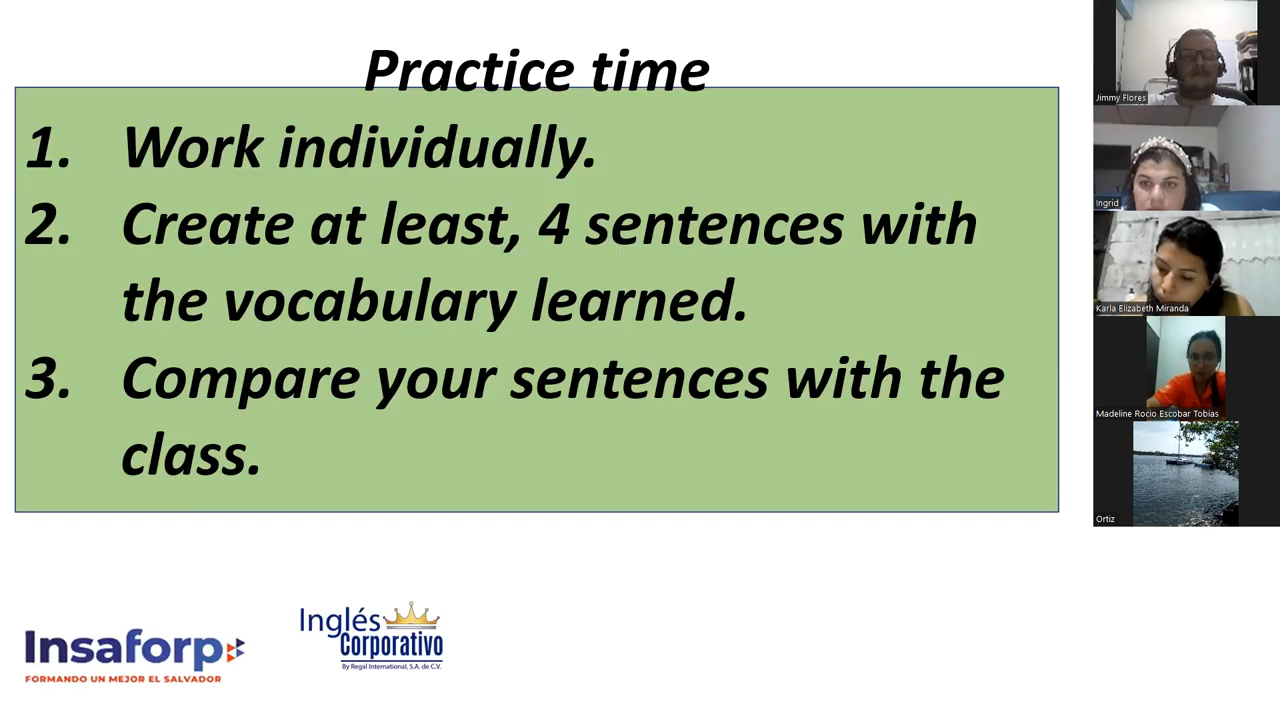 Practice time
1. Work individually.
2. Create at least, 4 sentences with
the vocabulary learned.
3. Compare your sentences with the
class.
Insaforp
FORMANDO UN MEJOR EL SALVADOR
Inglés
Corporativo
By Regal International, S.A. de C.V.
Jimmy Flores
Ingrid
Karla Elizabeth Miranda
Madeline Rocio Escobar Tobias
Ortiz